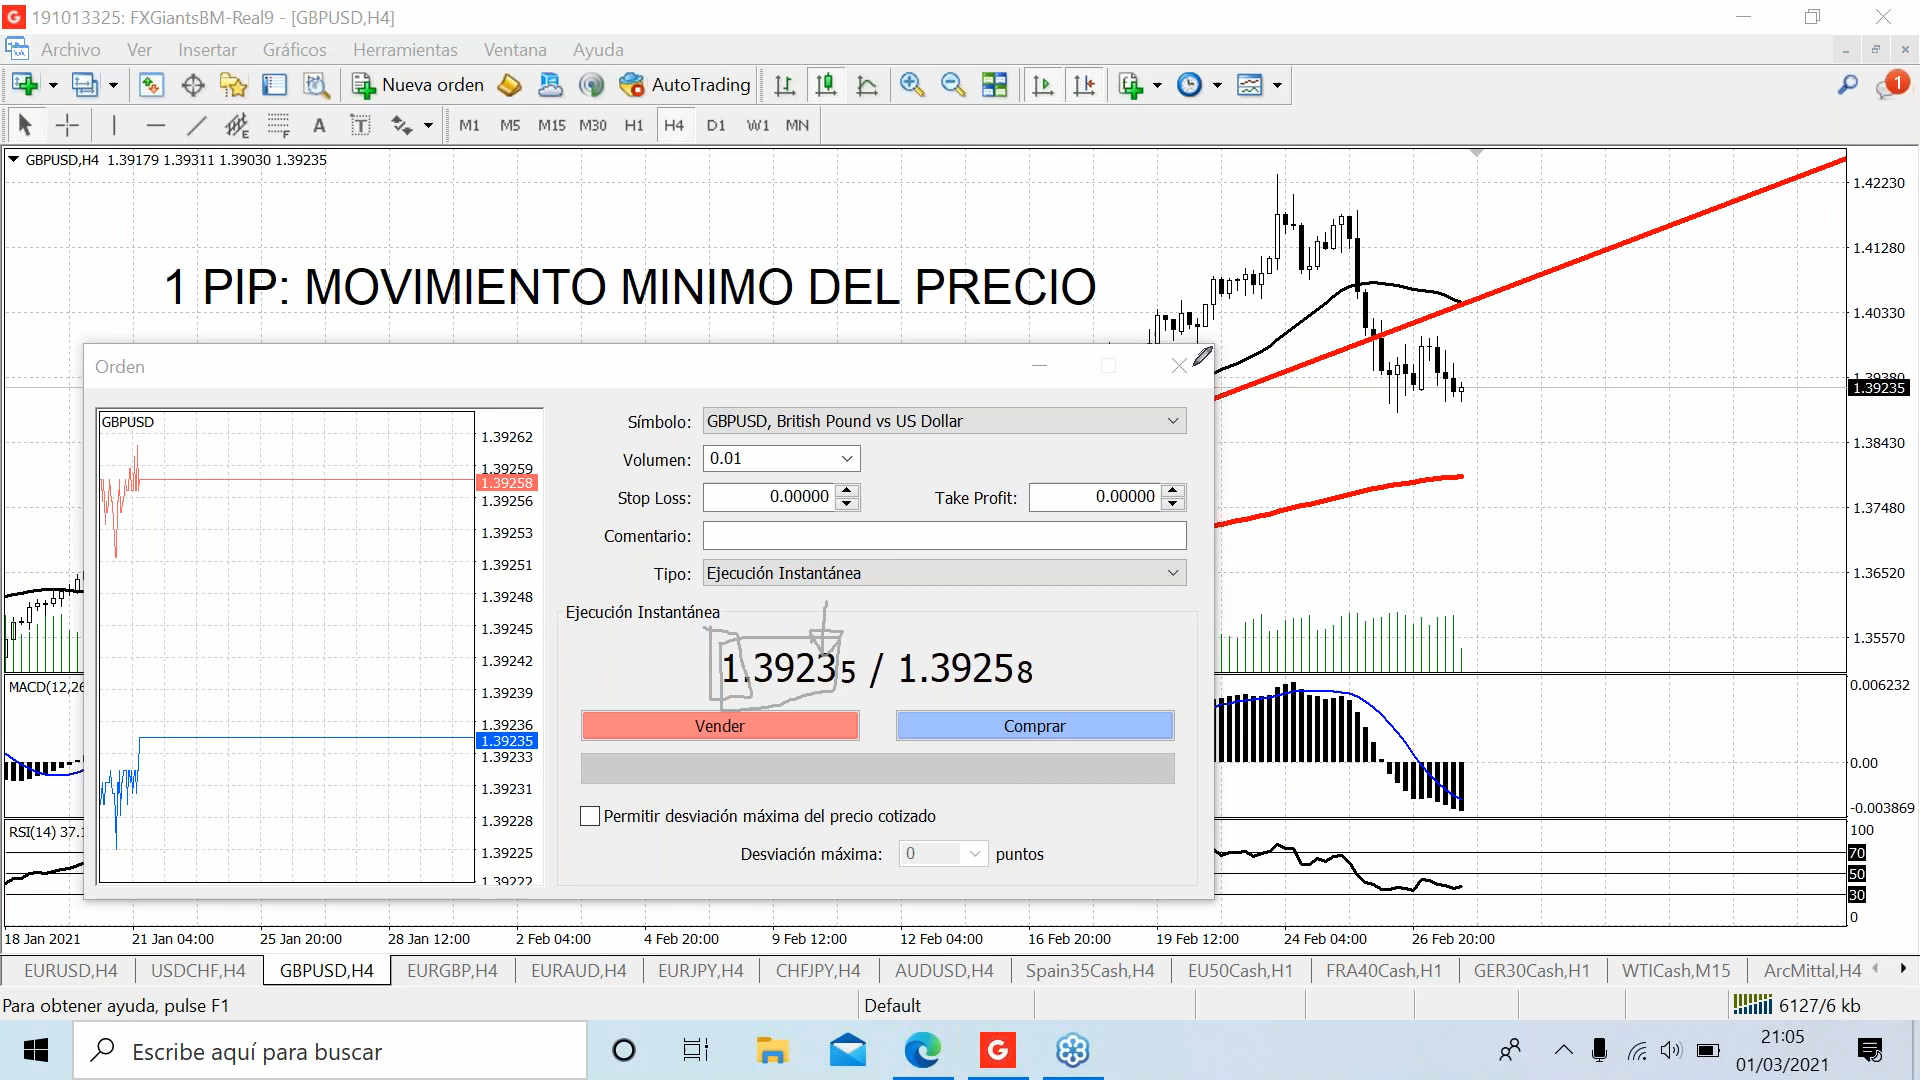 191013325: FXGiantsBM-Real9 - [GBPUSD,H4]
Archivo Ver Insertar Gráficos Herramientas Ventana Ayuda
Nueva orden AutoTrading 1
A T E F M1 M5 M15 M30 H1 H4 D1 W1 MN
GBPUSD,H4 1.39179 1.39311 1.39030 1.39235
1.42230
1.41280
1 PIP: MOVIMIENTO MINIMO DEL PRECIO
1.40330
1.39380
1.39235
1.38430
1.37480
1.36520
1.35570
Orden
GBPUSD
1.39262
1.39259
1.39258
1.39256
1.39253
1.39251
1.39248
1.39245
1.39242
1.39239
1.39236
1.39235
1.39233
1.39231
1.39228
1.39225
1.39222
Símbolo: GBPUSD, British Pound vs US Dollar
Volumen: 0.01
Stop Loss: 0.00000 Take Profit: 0.00000
Comentario:
Tipo: Ejecución Instantánea
Ejecución Instantánea
1.39235 / 1.39258
Vender Comprar
Permitir desviación máxima del precio cotizado
Desviación máxima: 0 puntos
MACD(12,26
0.006232
0.00
-0.003869
RSI(14) 37.1
100
70
50
30
0
18 Jan 2021 21 Jan 04:00 25 Jan 20:00 28 Jan 12:00 2 Feb 04:00 4 Feb 20:00 9 Feb 12:00 12 Feb 04:00 16 Feb 20:00 19 Feb 12:00 24 Feb 04:00 26 Feb 20:00
EURUSD,H4 USDCHF,H4 GBPUSD,H4 EURGBP,H4 EURAUD,H4 EURJPY,H4 CHFJPY,H4 AUDUSD,H4 Spain35Cash,H4 EU50Cash,H1 FRA40Cash,H1 GER30Cash,H1 WTICash,M15 ArcMittal,H4
Para obtener ayuda, pulse F1 Default 6127/6 kb
Escribe aquí para buscar
21:05
01/03/2021